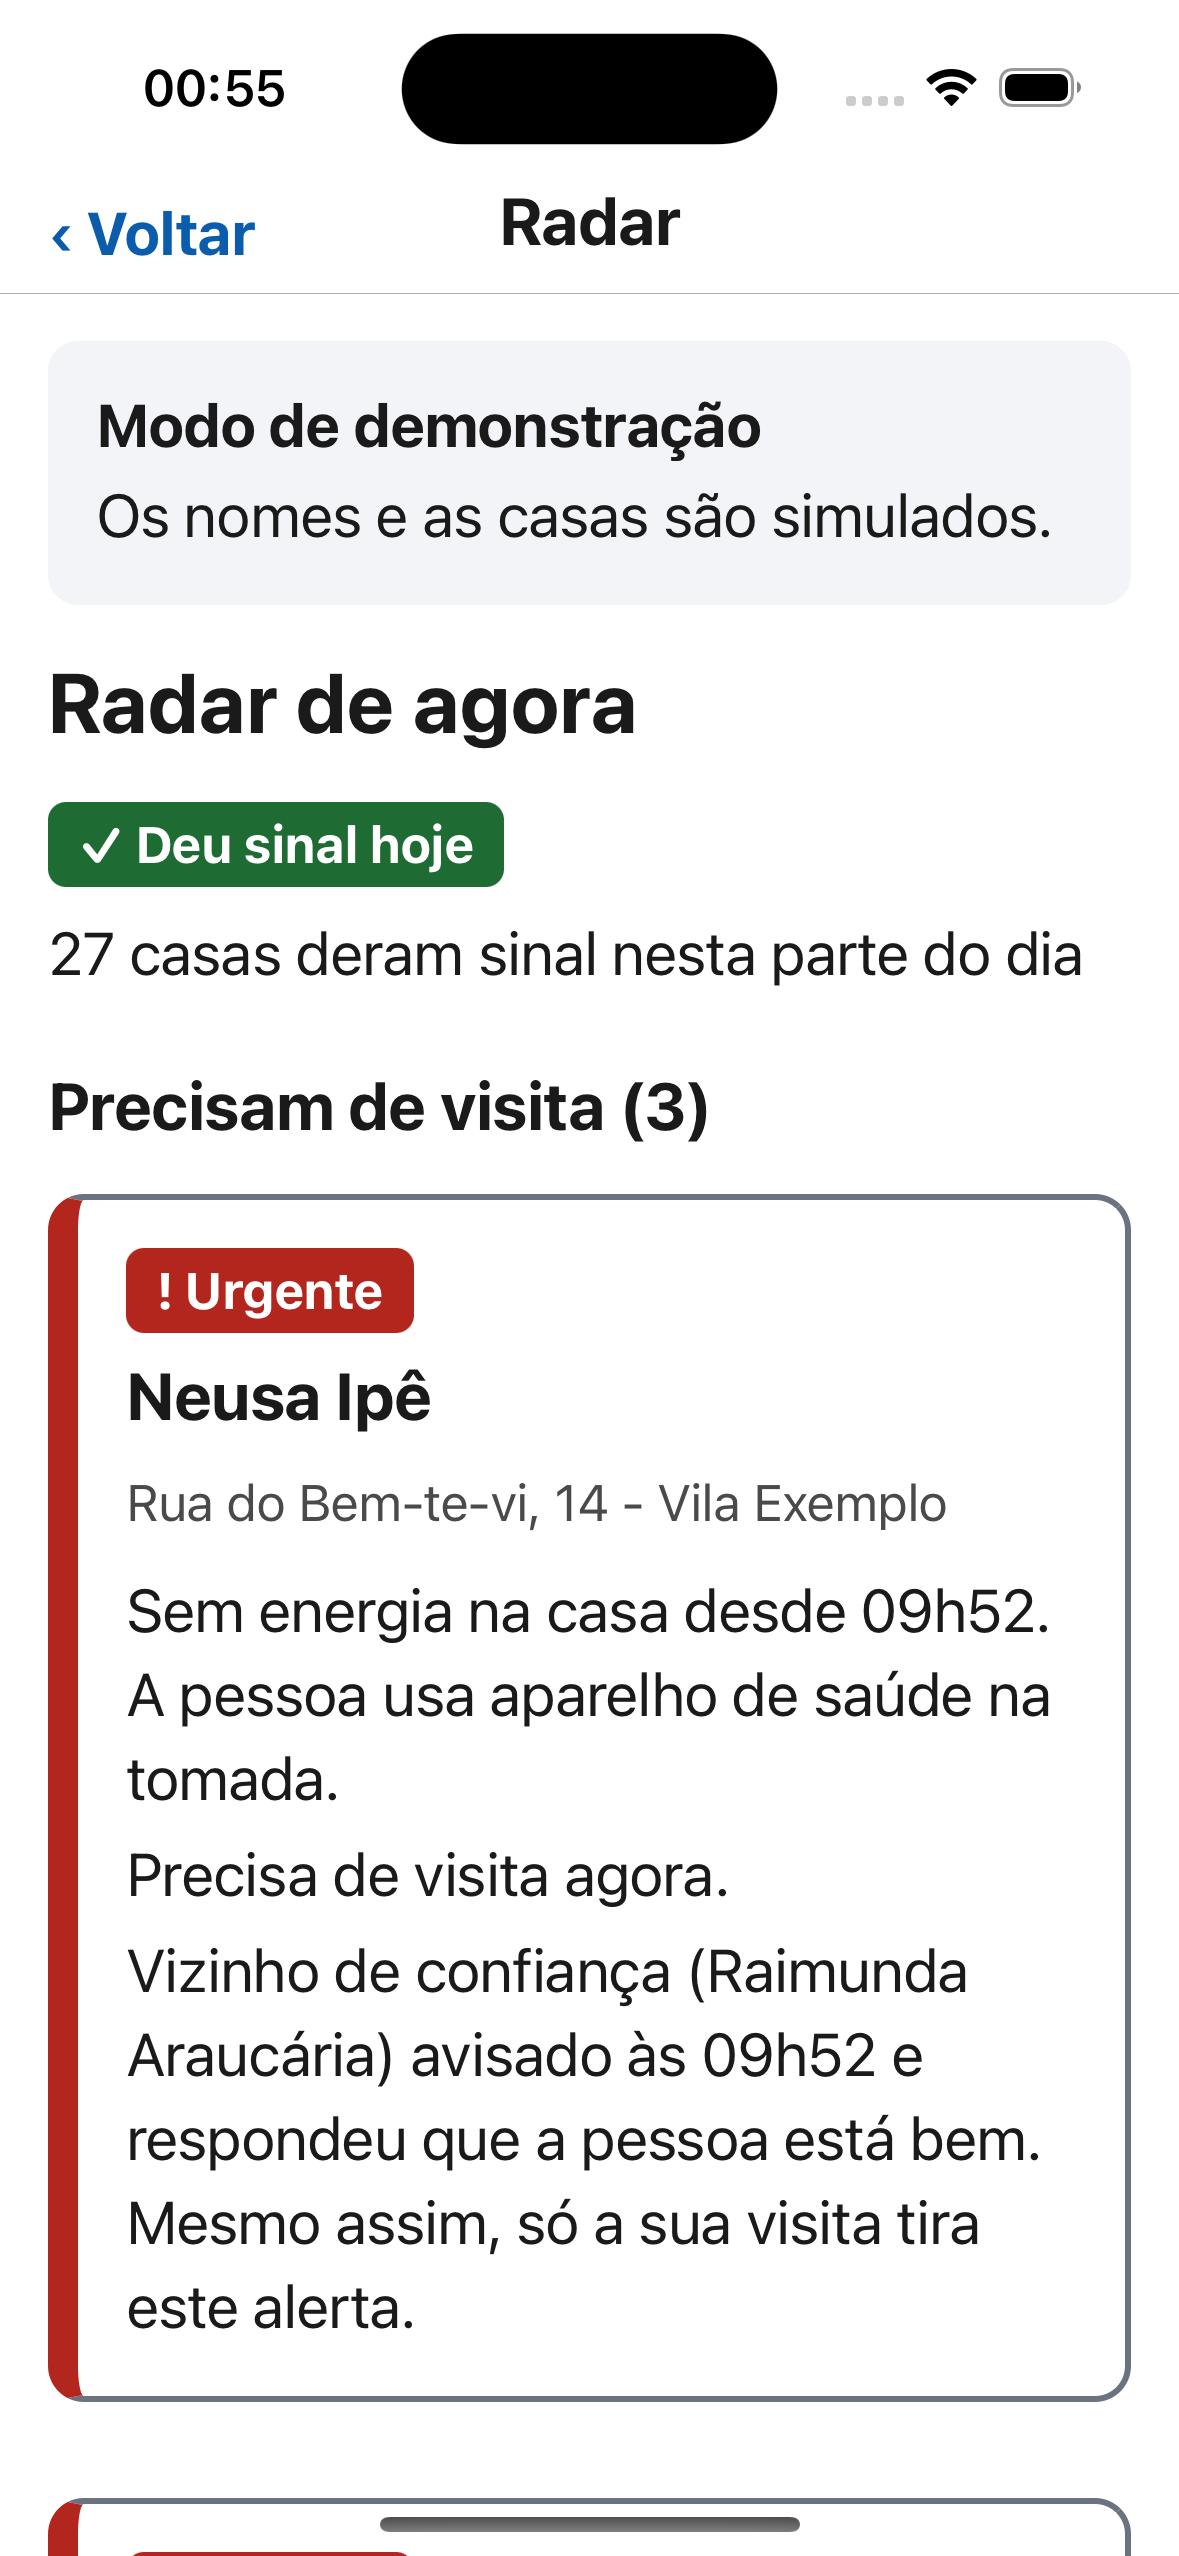 00:55
‹ Voltar
Radar
Modo de demonstração
Os nomes e as casas são simulados.
Radar de agora
✓ Deu sinal hoje
27 casas deram sinal nesta parte do dia
Precisam de visita (3)
! Urgente
Neusa Ipê
Rua do Bem-te-vi, 14 - Vila Exemplo
Sem energia na casa desde 09h52.
A pessoa usa aparelho de saúde na
tomada.
Precisa de visita agora.
Vizinho de confiança (Raimunda
Araucária) avisado às 09h52 e
respondeu que a pessoa está bem.
Mesmo assim, só a sua visita tira
este alerta.